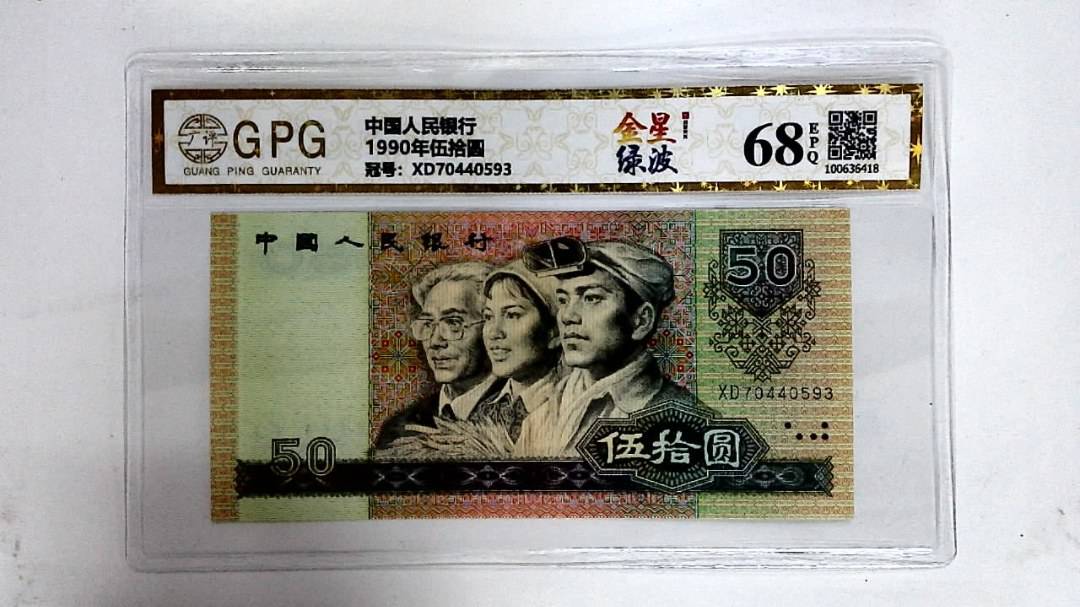 GPG
GUANG PING GUARANTY
中国人民银行
1990年伍拾圆
冠号：XD70440593
金星
绿波
68
EPQ
100636418
中國人民银行
50
XD70440593
伍拾圆
50